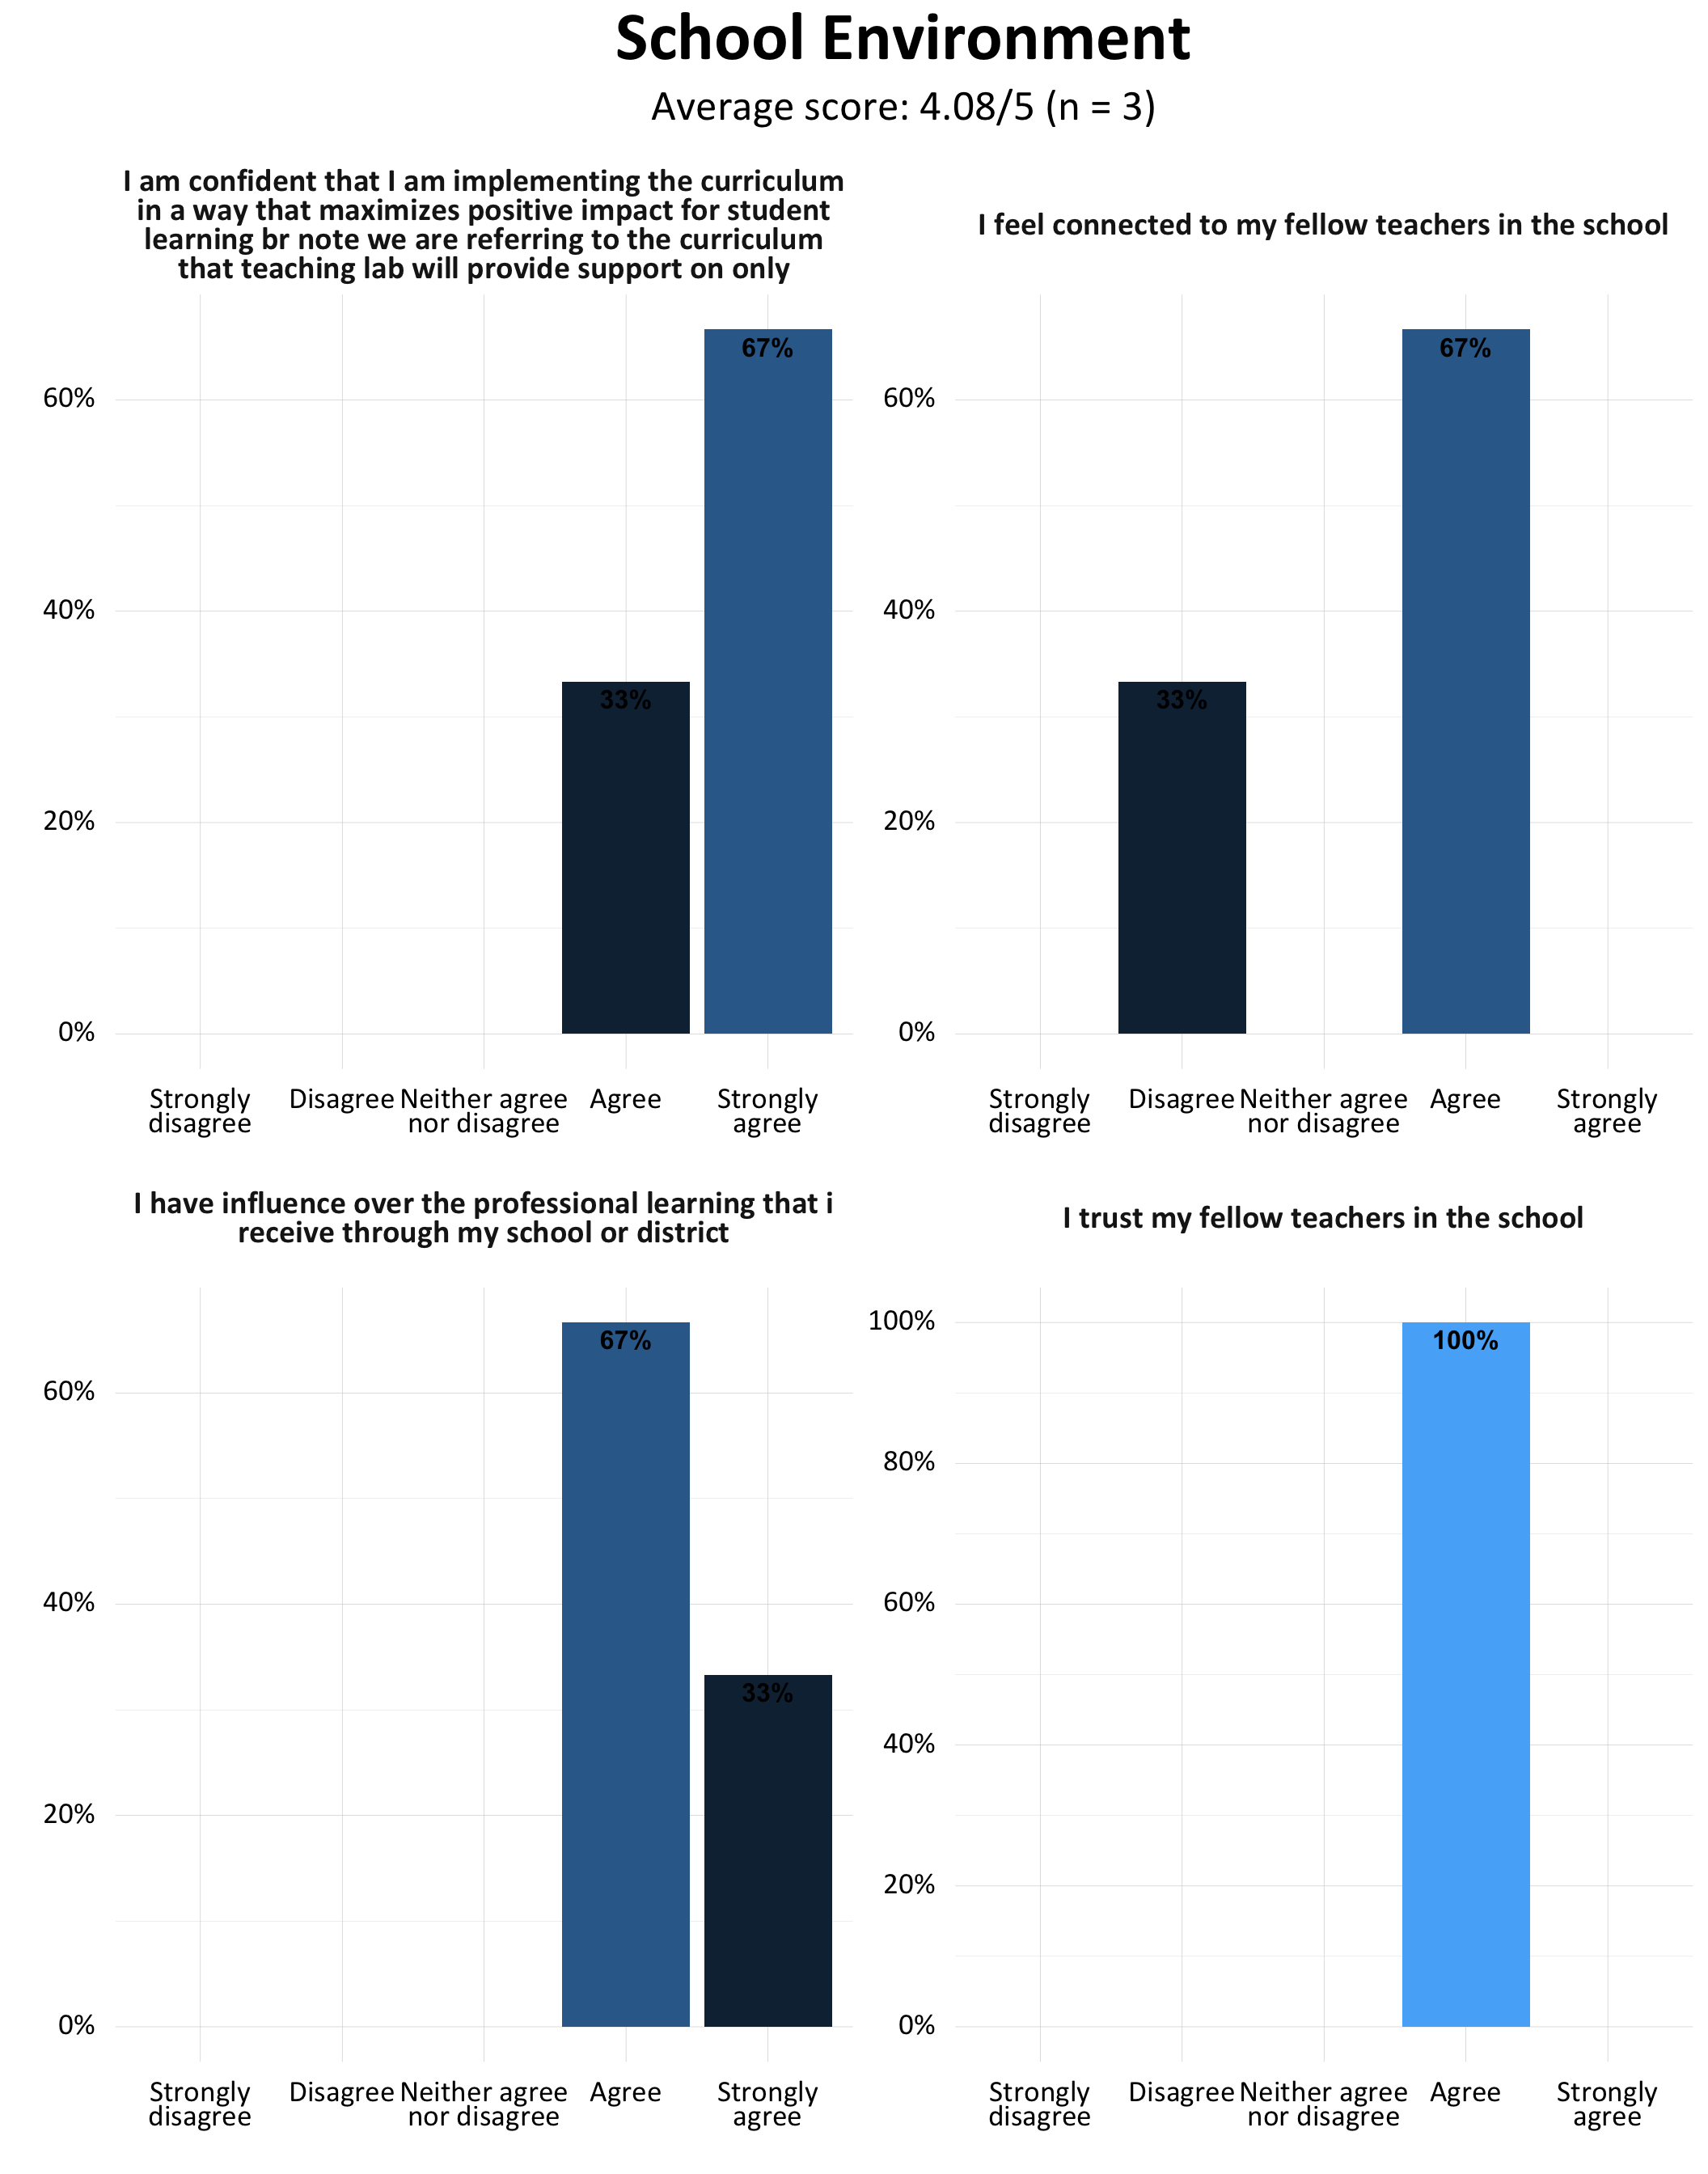 School Environment
Average score: 4.08/5 (n = 3)
I am confident that I am implementing the curriculum
in a way that maximizes positive impact for student
learning br note we are referring to the curriculum
that teaching lab will provide support on only
67%
60%
40%
33%
20%
0%
Strongly
disagree
Disagree
Neither agree
nor disagree
Agree
Strongly
agree
I feel connected to my fellow teachers in the school
67%
60%
40%
33%
20%
0%
Strongly
disagree
Disagree
Neither agree
nor disagree
Agree
Strongly
agree
I have influence over the professional learning that i
receive through my school or district
67%
60%
40%
33%
20%
0%
Strongly
disagree
Disagree
Neither agree
nor disagree
Agree
Strongly
agree
I trust my fellow teachers in the school
100%
100%
80%
60%
40%
20%
0%
Strongly
disagree
Disagree
Neither agree
nor disagree
Agree
Strongly
agree